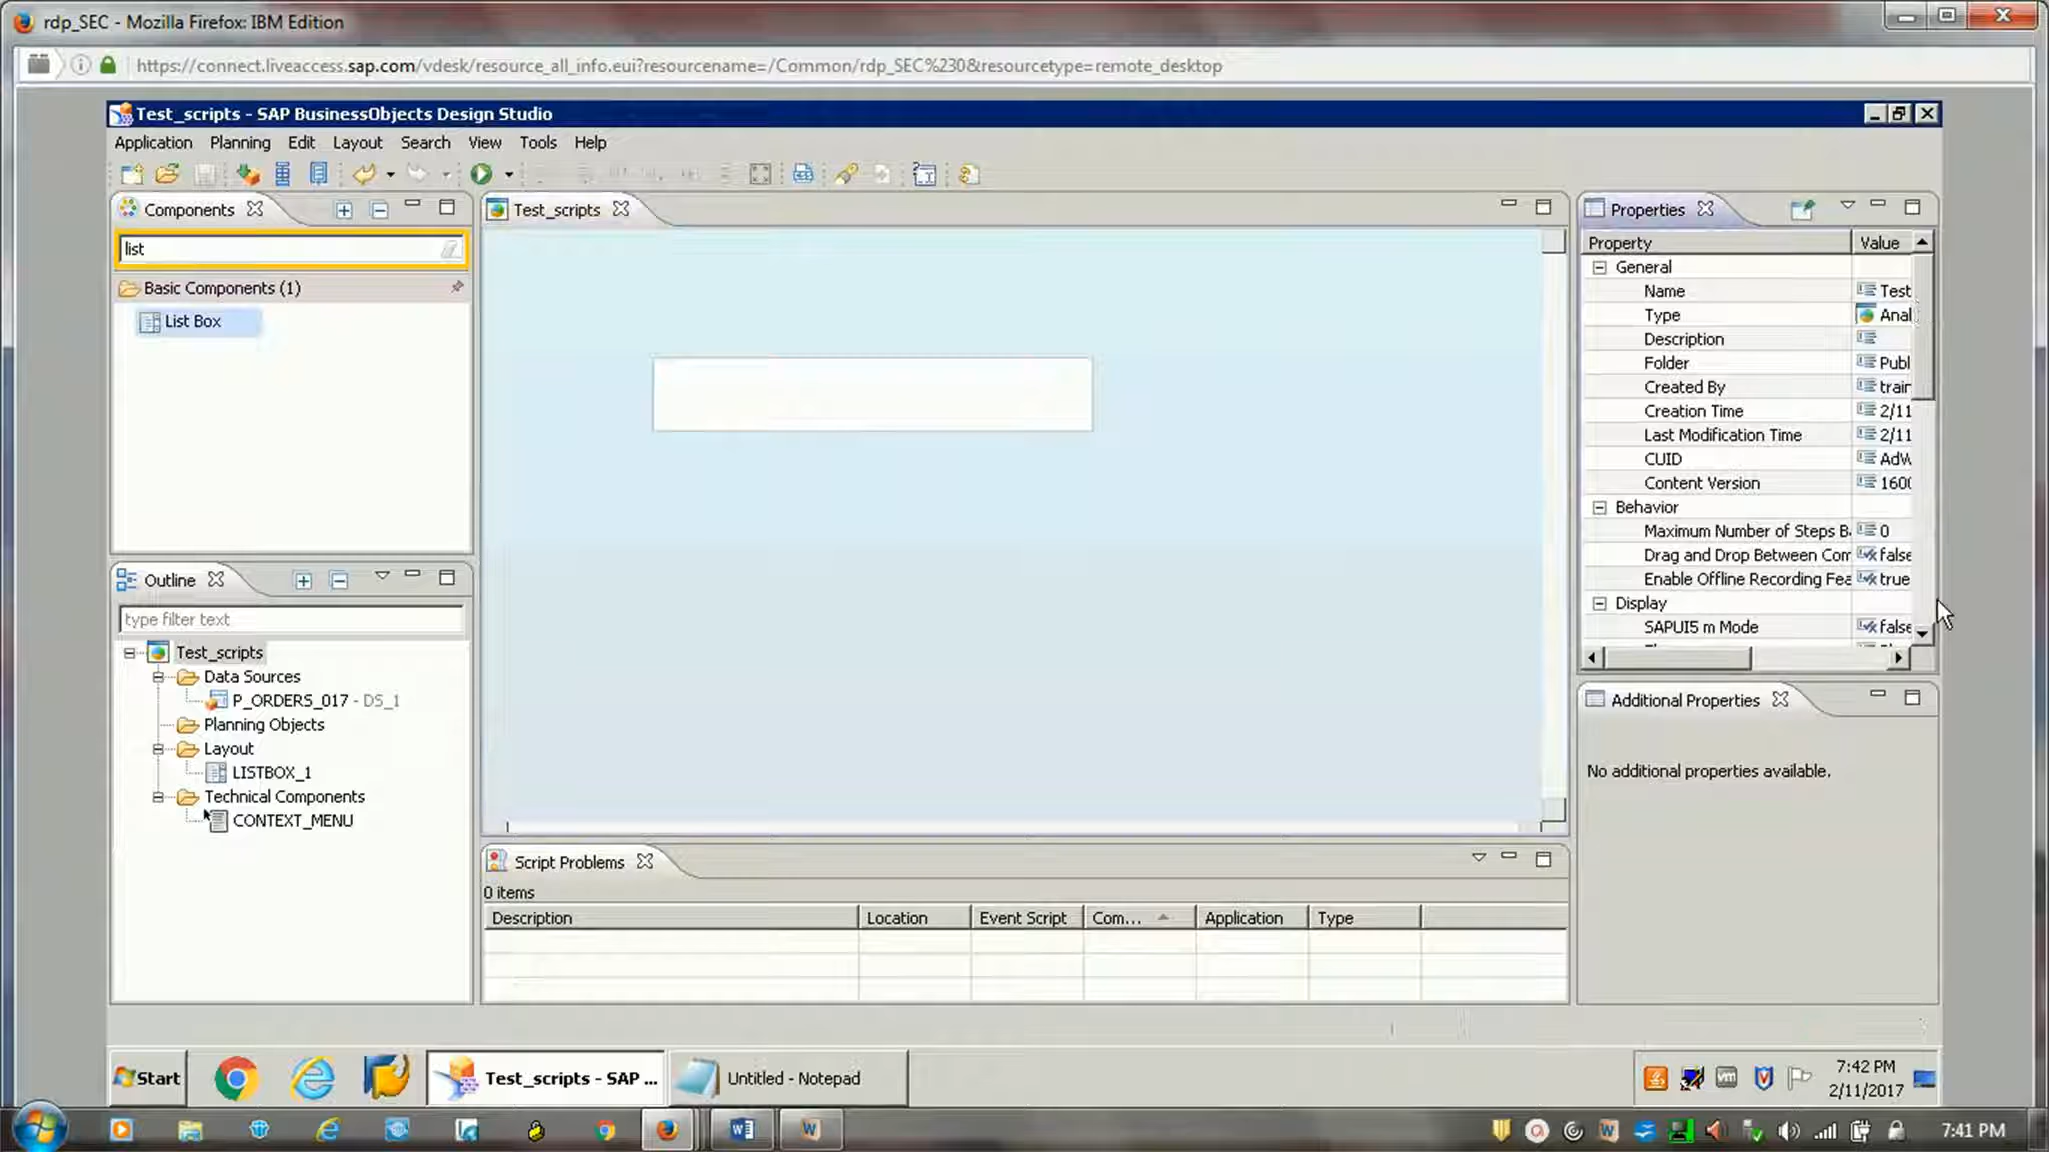 rdp_SEC - Mozilla Firefox: IBM Edition
https://connect.liveaccess.sap.com/vdesk/resource_all_info.eui?resourcename=/Common/rdp_SEC%230&resourcetype=remote_desktop
Test_scripts - SAP BusinessObjects Design Studio
Application Planning Edit Layout Search View Tools Help
Components
list
Basic Components (1)
List Box
Outline
type filter text
Test_scripts
Data Sources
P_ORDERS_017 - DS_1
Planning Objects
Layout
LISTBOX_1
Technical Components
CONTEXT_MENU
Test_scripts
Script Problems
0 items
Description Location Event Script Com... Application Type
Properties
Property Value
General
Name Test
Type Anal
Description
Folder Publ
Created By train
Creation Time 2/11
Last Modification Time 2/11
CUID AdW
Content Version 1600
Behavior
Maximum Number of Steps B 0
Drag and Drop Between Com false
Enable Offline Recording Fea true
Display
SAPUI5 m Mode false
Additional Properties
No additional properties available.
Start
Test_scripts - SAP ...
Untitled - Notepad
7:42 PM
2/11/2017
7:41 PM